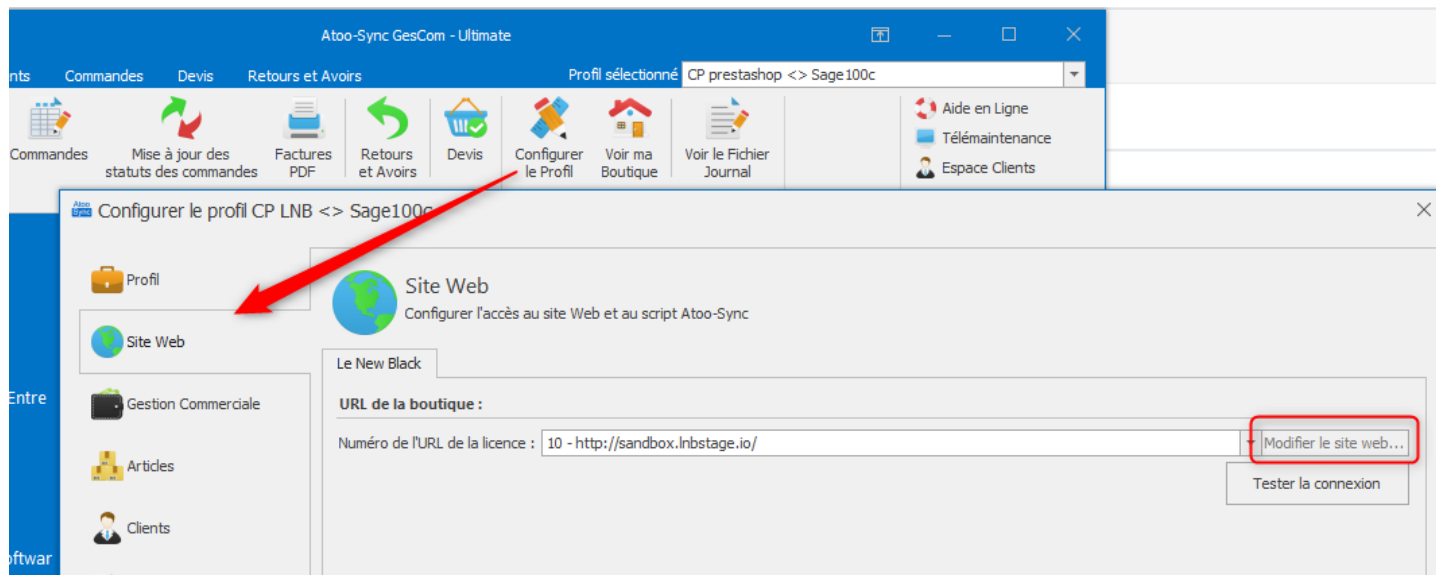 Atoo-Sync GesCom - Ultimate
nts Commandes Devis Retours et Avoirs Profil sélectionné CP prestashop <> Sage100c
Commandes
Mise à jour des
statuts des commandes
Factures
PDF
Retours
et Avoirs
Devis
Configurer
le Profil
Voir ma
Boutique
Voir le Fichier
Journal
Aide en Ligne
Télémaintenance
Espace Clients
Atoo
Sync
Configurer le profil CP LNB <> Sage100c
Profil
Site Web
Gestion Commerciale
Articles
Clients
Entre
oftwar
Site Web
Configurer l'accès au site Web et au script Atoo-Sync
Le New Black
URL de la boutique :
Numéro de l'URL de la licence : 10 - http://sandbox.lnbstage.io/ Modifier le site web...
Tester la connexion